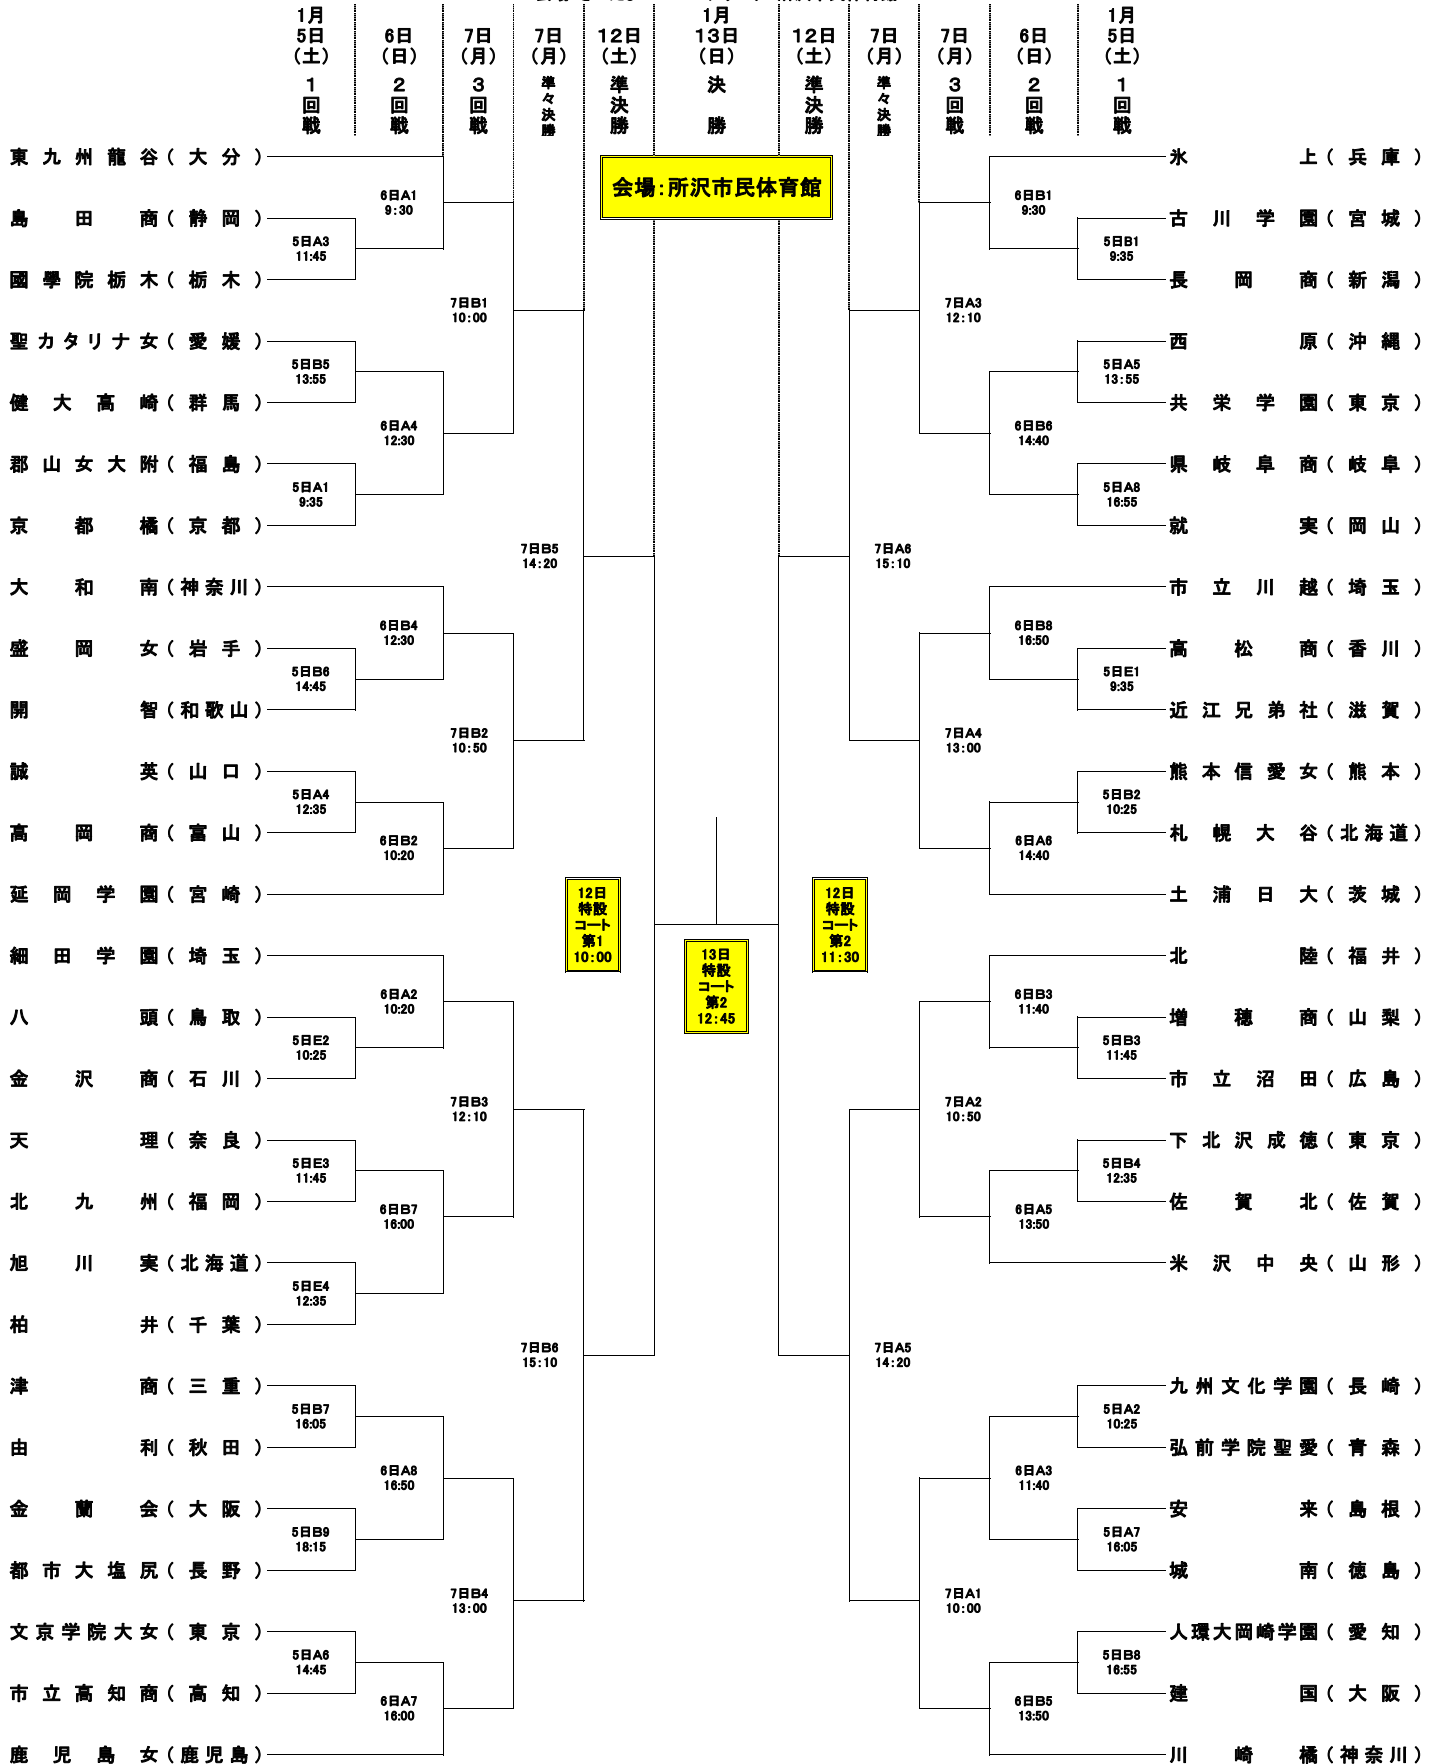 1月 5日 (土) 1回戦
6日 (日) 2回戦
7日 (月) 3回戦
7日 (月) 準々決勝
12日 (土) 準決勝
1月 13日 (日) 決勝
12日 (土) 準決勝
7日 (月) 準々決勝
7日 (月) 3回戦
6日 (日) 2回戦
1月 5日 (土) 1回戦
会場:所沢市民体育館
東九州龍谷(大分)
島田商(静岡)
國學院栃木(栃木)
聖カタリナ女(愛媛)
健大高崎(群馬)
郡山女大附(福島)
京都橘(京都)
大和南(神奈川)
盛岡女(岩手)
開智(和歌山)
誠英(山口)
高岡商(富山)
延岡学園(宮崎)
細田学園(埼玉)
八頭(鳥取)
金沢商(石川)
天理(奈良)
北九州(福岡)
旭川実(北海道)
柏井(千葉)
津商(三重)
由利(秋田)
金蘭会(大阪)
都市大塩尻(長野)
文京学院大女(東京)
市立高知商(高知)
鹿児島女(鹿児島)
5日A3
11:45
5日B5
13:55
5日A1
9:35
5日B6
14:45
5日A4
12:35
5日E2
10:25
5日E3
11:45
5日E4
12:35
5日B7
16:05
5日B9
18:15
5日A6
14:45
6日A1
9:30
6日A4
12:30
6日B4
12:30
6日B2
10:20
6日A2
10:20
6日B7
16:00
6日A8
16:50
6日A7
16:00
7日B1
10:00
7日B2
10:50
7日B3
12:10
7日B4
13:00
7日B5
14:20
7日B6
15:10
12日
特設
コート
第1
10:00
13日
特設
コート
第2
12:45
12日
特設
コート
第2
11:30
7日A6
15:10
7日A5
14:20
7日A3
12:10
7日A4
13:00
7日A2
10:50
7日A1
10:00
6日B1
9:30
6日B6
14:40
6日B8
16:50
6日A6
14:40
6日B3
11:40
6日A5
13:50
6日A3
11:40
6日B5
13:50
5日B1
9:35
5日A5
13:55
5日A8
16:55
5日E1
9:35
5日B2
10:25
5日B3
11:45
5日B4
12:35
5日A2
10:25
5日A7
16:05
5日B8
16:55
氷上(兵庫)
古川学園(宮城)
長岡商(新潟)
西原(沖縄)
共栄学園(東京)
県岐阜商(岐阜)
就実(岡山)
市立川越(埼玉)
高松商(香川)
近江兄弟社(滋賀)
熊本信愛女(熊本)
札幌大谷(北海道)
土浦日大(茨城)
北陸(福井)
増穂商(山梨)
市立沼田(広島)
下北沢成徳(東京)
佐賀北(佐賀)
米沢中央(山形)
九州文化学園(長崎)
弘前学院聖愛(青森)
安来(島根)
城南(徳島)
人環大岡崎学園(愛知)
建国(大阪)
川崎橘(神奈川)